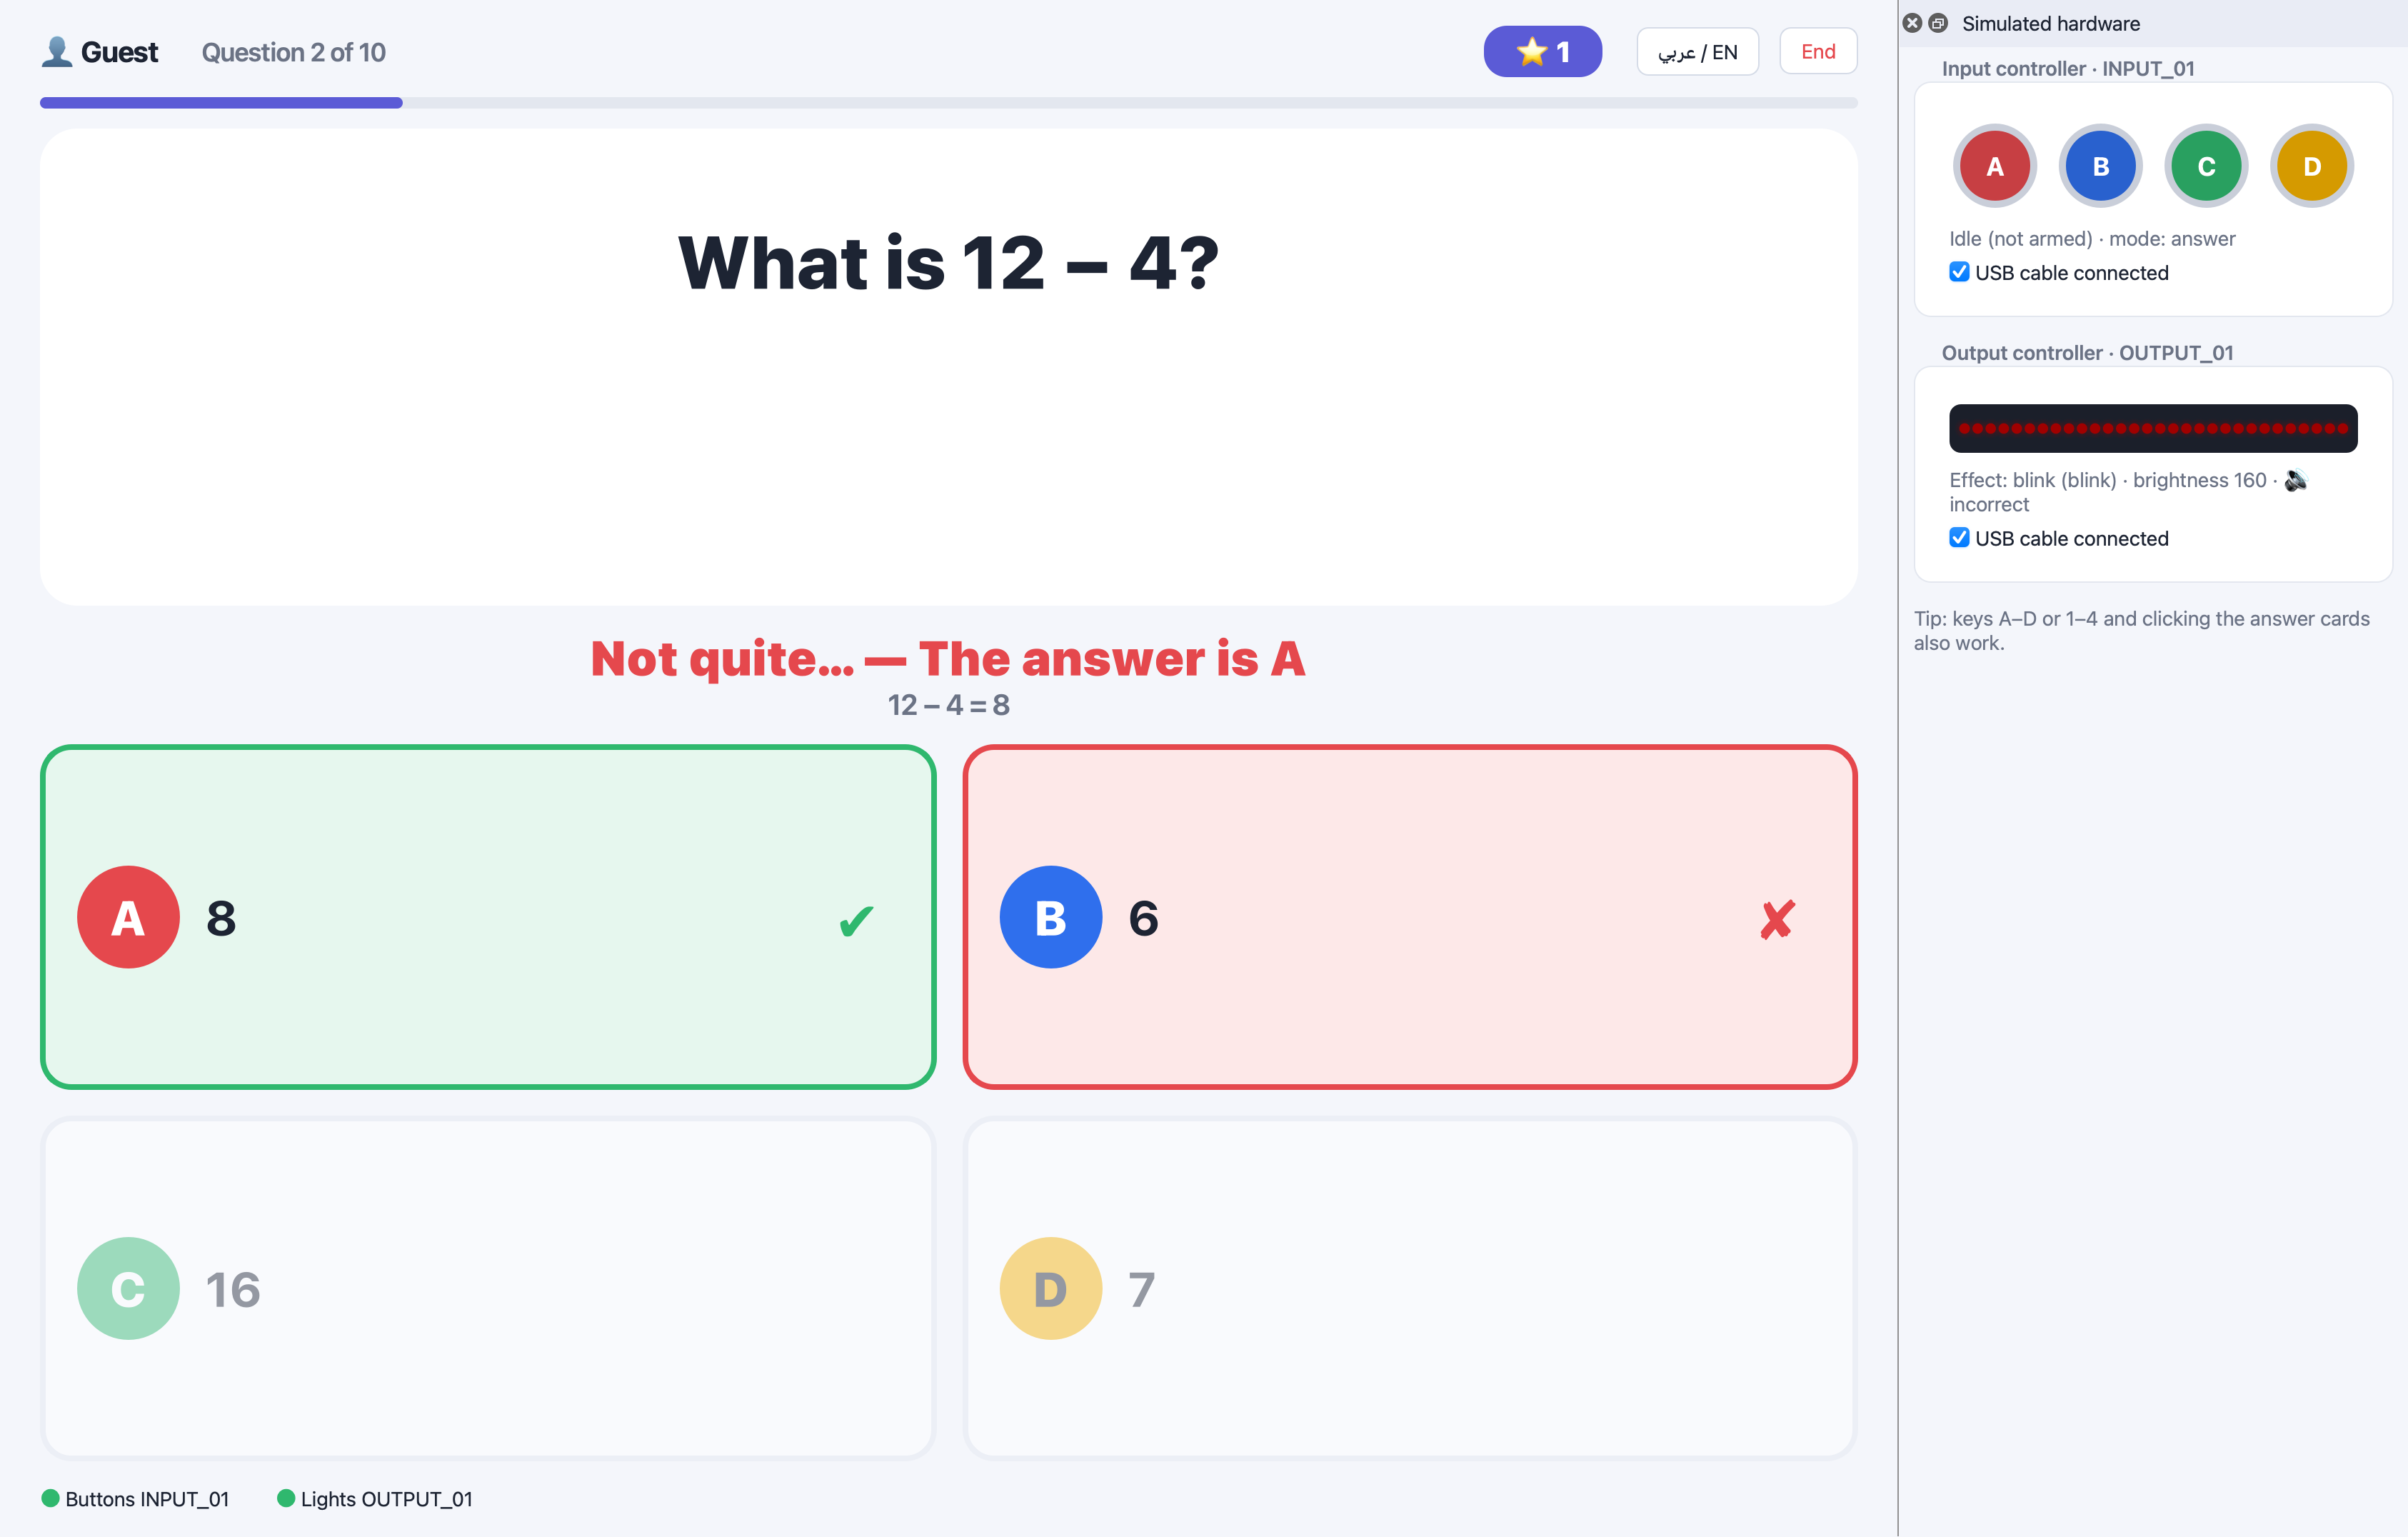 Guest
Question 2 of 10
⭐ 1
عربي / EN
End
What is 12 – 4?
Not quite... — The answer is A
12 – 4 = 8
A 8 ✔
B 6 ✘
C 16
D 7
Buttons INPUT_01
Lights OUTPUT_01
Simulated hardware
Input controller · INPUT_01
A B C D
Idle (not armed) · mode: answer
USB cable connected
Output controller · OUTPUT_01
Effect: blink (blink) · brightness 160 · 🔊
incorrect
USB cable connected
Tip: keys A–D or 1–4 and clicking the answer cards
also work.